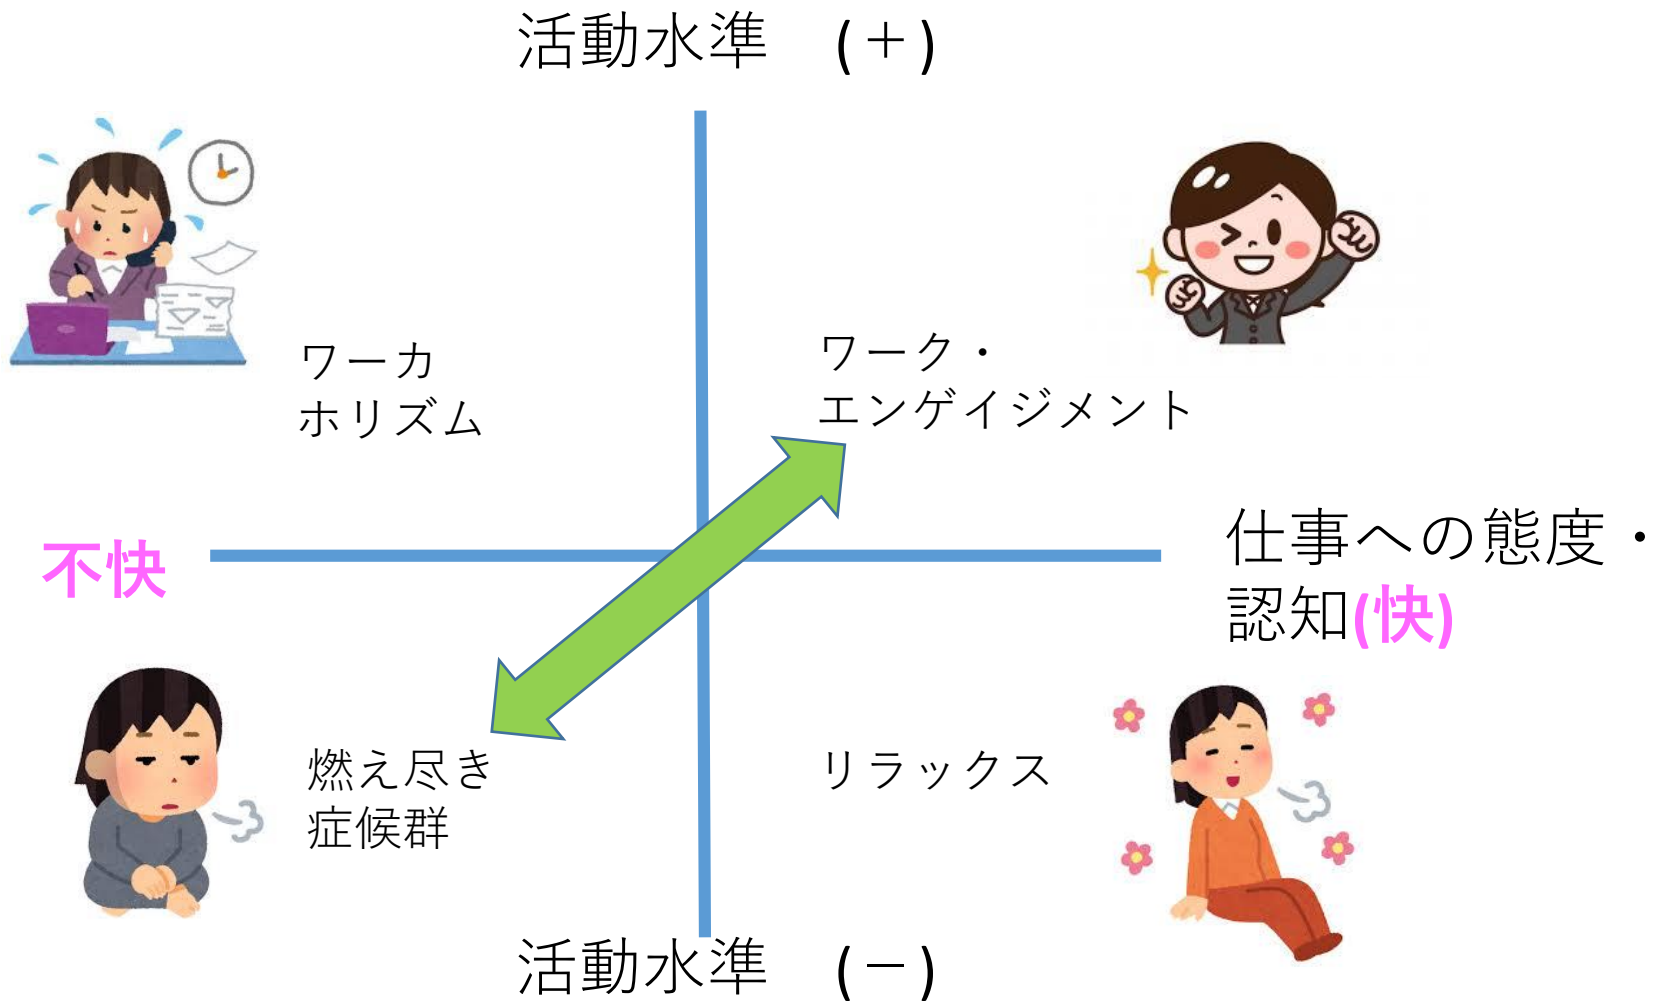 活動水準　(＋)
ワーカ
ホリズム
ワーク・
エンゲイジメント
不快
仕事への態度・
認知(快)
燃え尽き
症候群
リラックス
活動水準　(－)